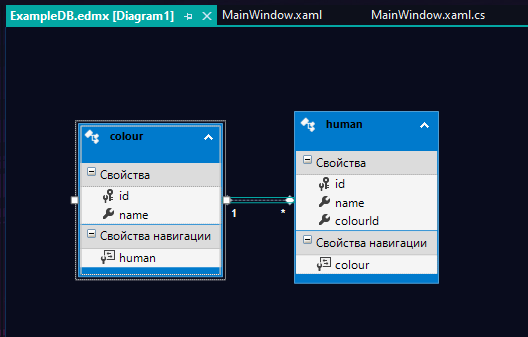 ExampleDB.edmx [Diagram1]
MainWindow.xaml
MainWindow.xaml.cs
colour
Свойства
id
name
Свойства навигации
human
1
*
human
Свойства
id
name
colourId
Свойства навигации
colour